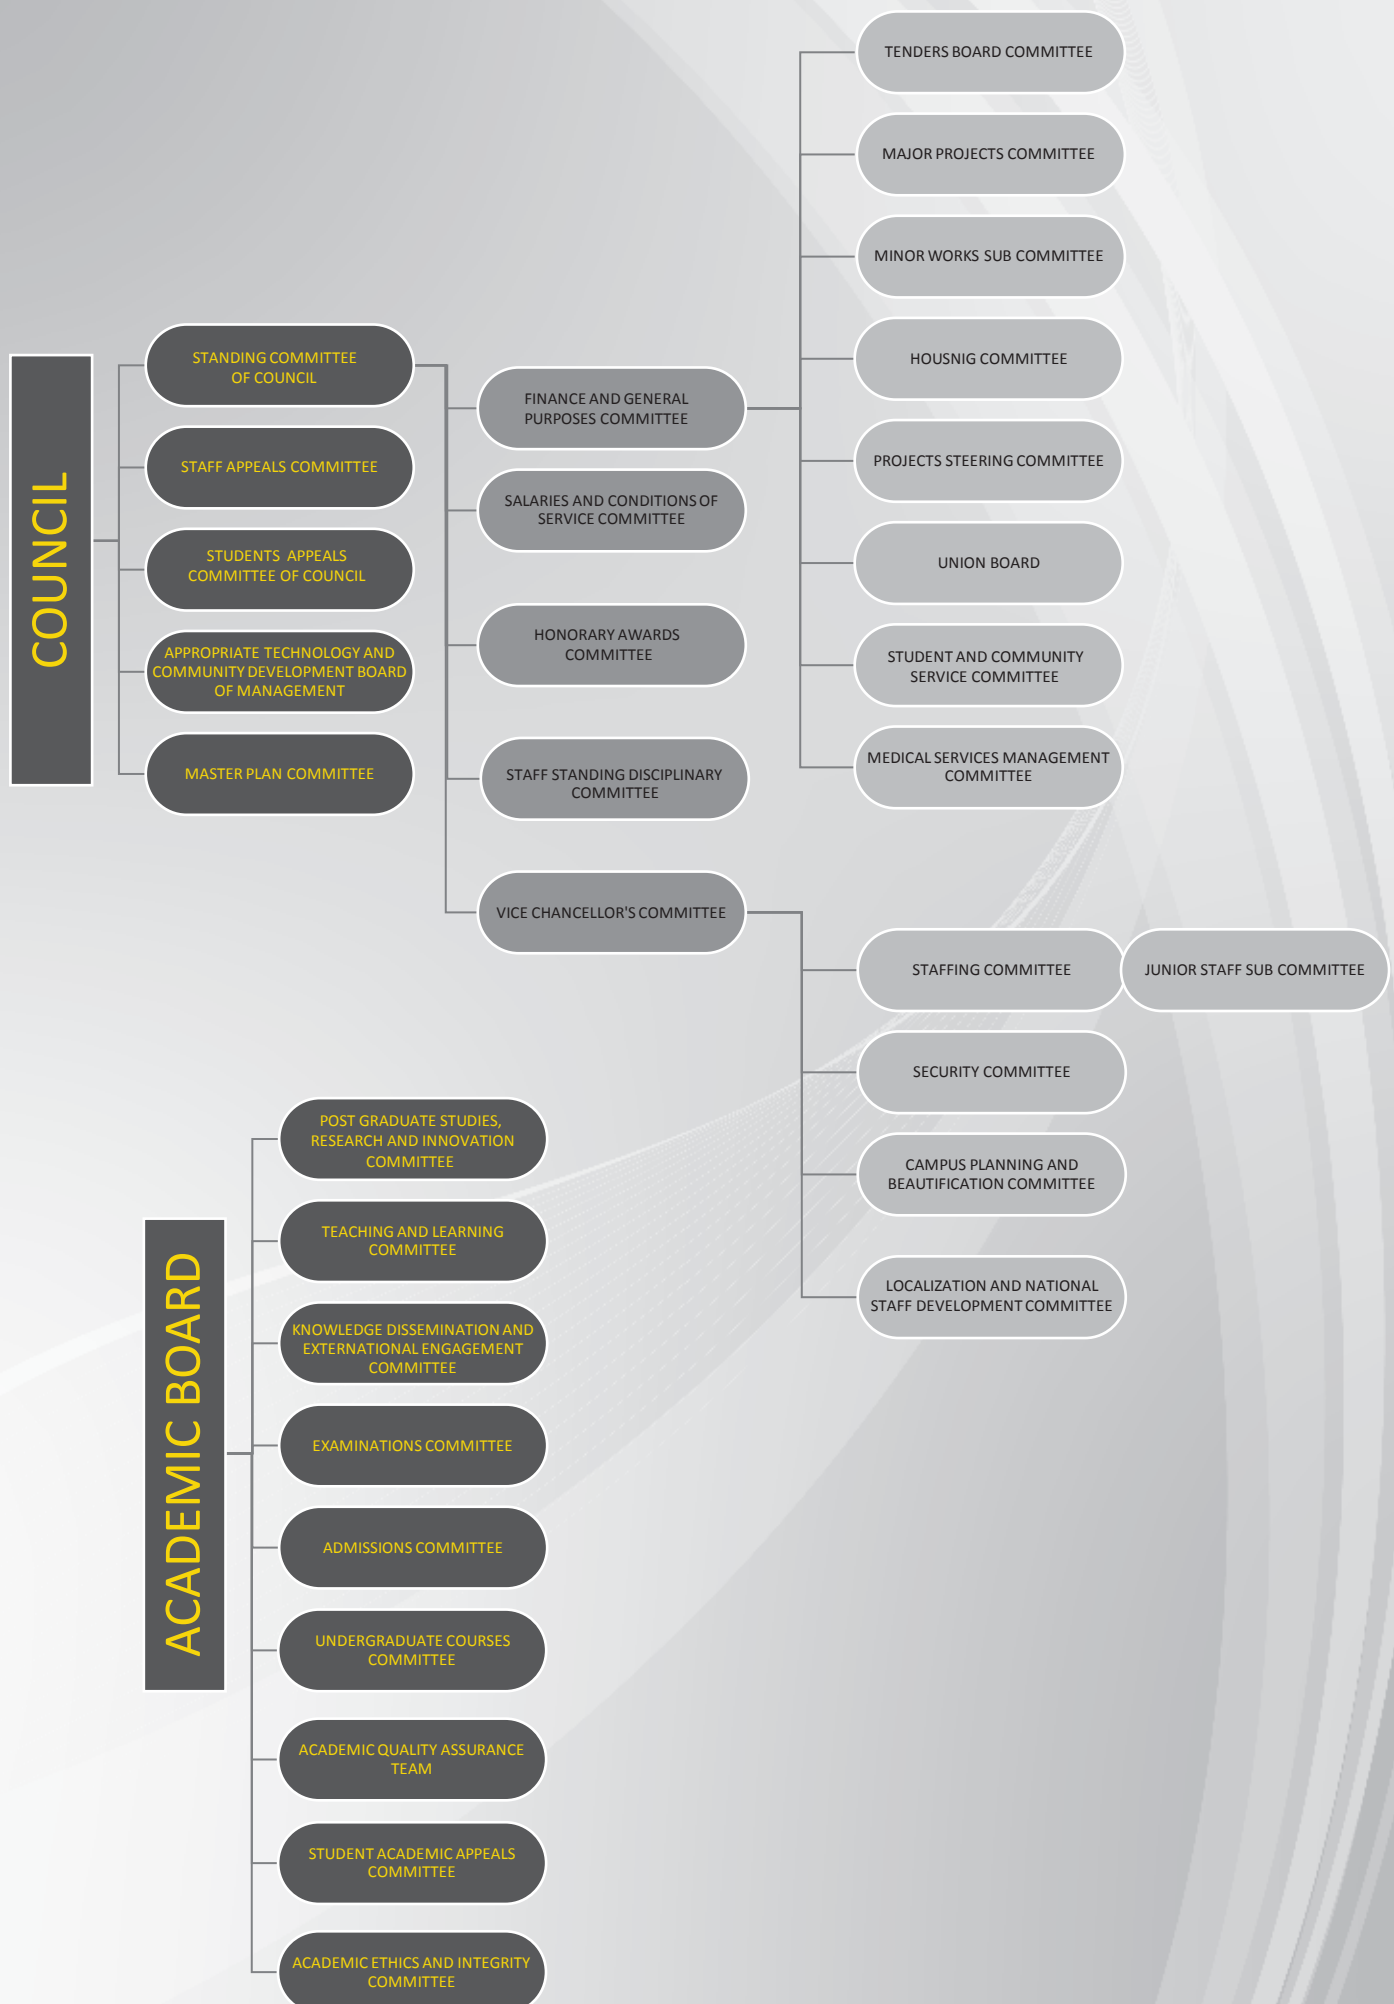 COUNCIL
STANDING COMMITTEE
OF COUNCIL
STAFF APPEALS COMMITTEE
STUDENTS APPEALS
COMMITTEE OF COUNCIL
APPROPRIATE TECHNOLOGY AND
COMMUNITY DEVELOPMENT BOARD
OF MANAGEMENT
MASTER PLAN COMMITTEE
FINANCE AND GENERAL
PURPOSES COMMITTEE
SALARIES AND CONDITIONS OF
SERVICE COMMITTEE
HONORARY AWARDS
COMMITTEE
STAFF STANDING DISCIPLINARY
COMMITTEE
VICE CHANCELLOR'S COMMITTEE
TENDERS BOARD COMMITTEE
MAJOR PROJECTS COMMITTEE
MINOR WORKS SUB COMMITTEE
HOUSNIG COMMITTEE
PROJECTS STEERING COMMITTEE
UNION BOARD
STUDENT AND COMMUNITY
SERVICE COMMITTEE
MEDICAL SERVICES MANAGEMENT
COMMITTEE
STAFFING COMMITTEE
JUNIOR STAFF SUB COMMITTEE
SECURITY COMMITTEE
CAMPUS PLANNING AND
BEAUTIFICATION COMMITTEE
LOCALIZATION AND NATIONAL
STAFF DEVELOPMENT COMMITTEE
ACADEMIC BOARD
POST GRADUATE STUDIES,
RESEARCH AND INNOVATION
COMMITTEE
TEACHING AND LEARNING
COMMITTEE
KNOWLEDGE DISSEMINATION AND
EXTERNATIONAL ENGAGEMENT
COMMITTEE
EXAMINATIONS COMMITTEE
ADMISSIONS COMMITTEE
UNDERGRADUATE COURSES
COMMITTEE
ACADEMIC QUALITY ASSURANCE
TEAM
STUDENT ACADEMIC APPEALS
COMMITTEE
ACADEMIC ETHICS AND INTEGRITY
COMMITTEE